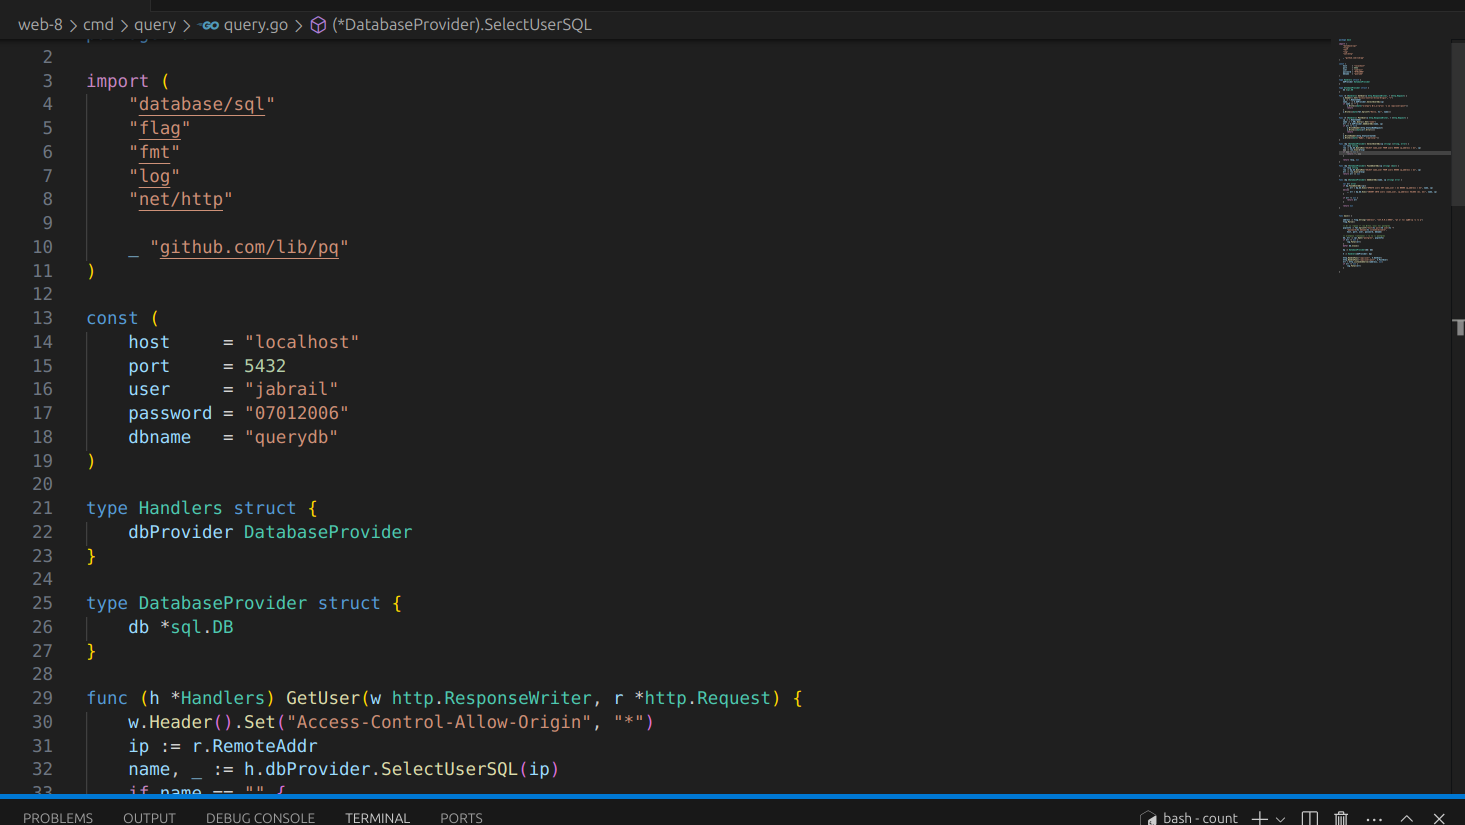 web-8 > cmd > query > GO query.go > (*DatabaseProvider).SelectUserSQL
2
3 import (
4 "database/sql"
5 "flag"
6 "fmt"
7 "log"
8 "net/http"
9
10 _ "github.com/lib/pq"
11 )
12
13 const (
14 host = "localhost"
15 port = 5432
16 user = "jabrail"
17 password = "07012006"
18 dbname = "querydb"
19 )
20
21 type Handlers struct {
22 dbProvider DatabaseProvider
23 }
24
25 type DatabaseProvider struct {
26 db *sql.DB
27 }
28
29 func (h *Handlers) GetUser(w http.ResponseWriter, r *http.Request) {
30 w.Header().Set("Access-Control-Allow-Origin", "*")
31 ip := r.RemoteAddr
32 name, _ := h.dbProvider.SelectUserSQL(ip)
33 if name == "" {
PROBLEMS OUTPUT DEBUG CONSOLE TERMINAL PORTS bash - count